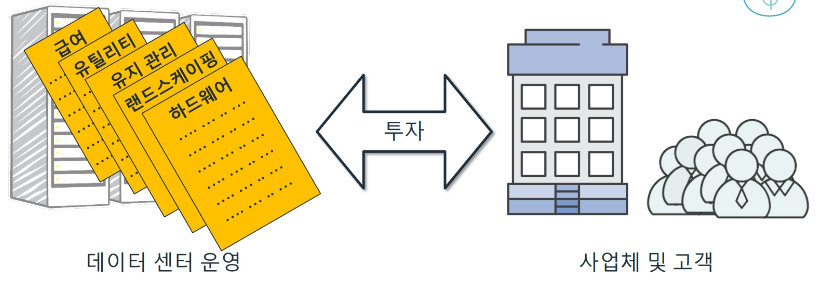 급여
유틸리티
유지 관리
랜드스케이핑
하드웨어
투자
데이터 센터 운영
사업체 및 고객